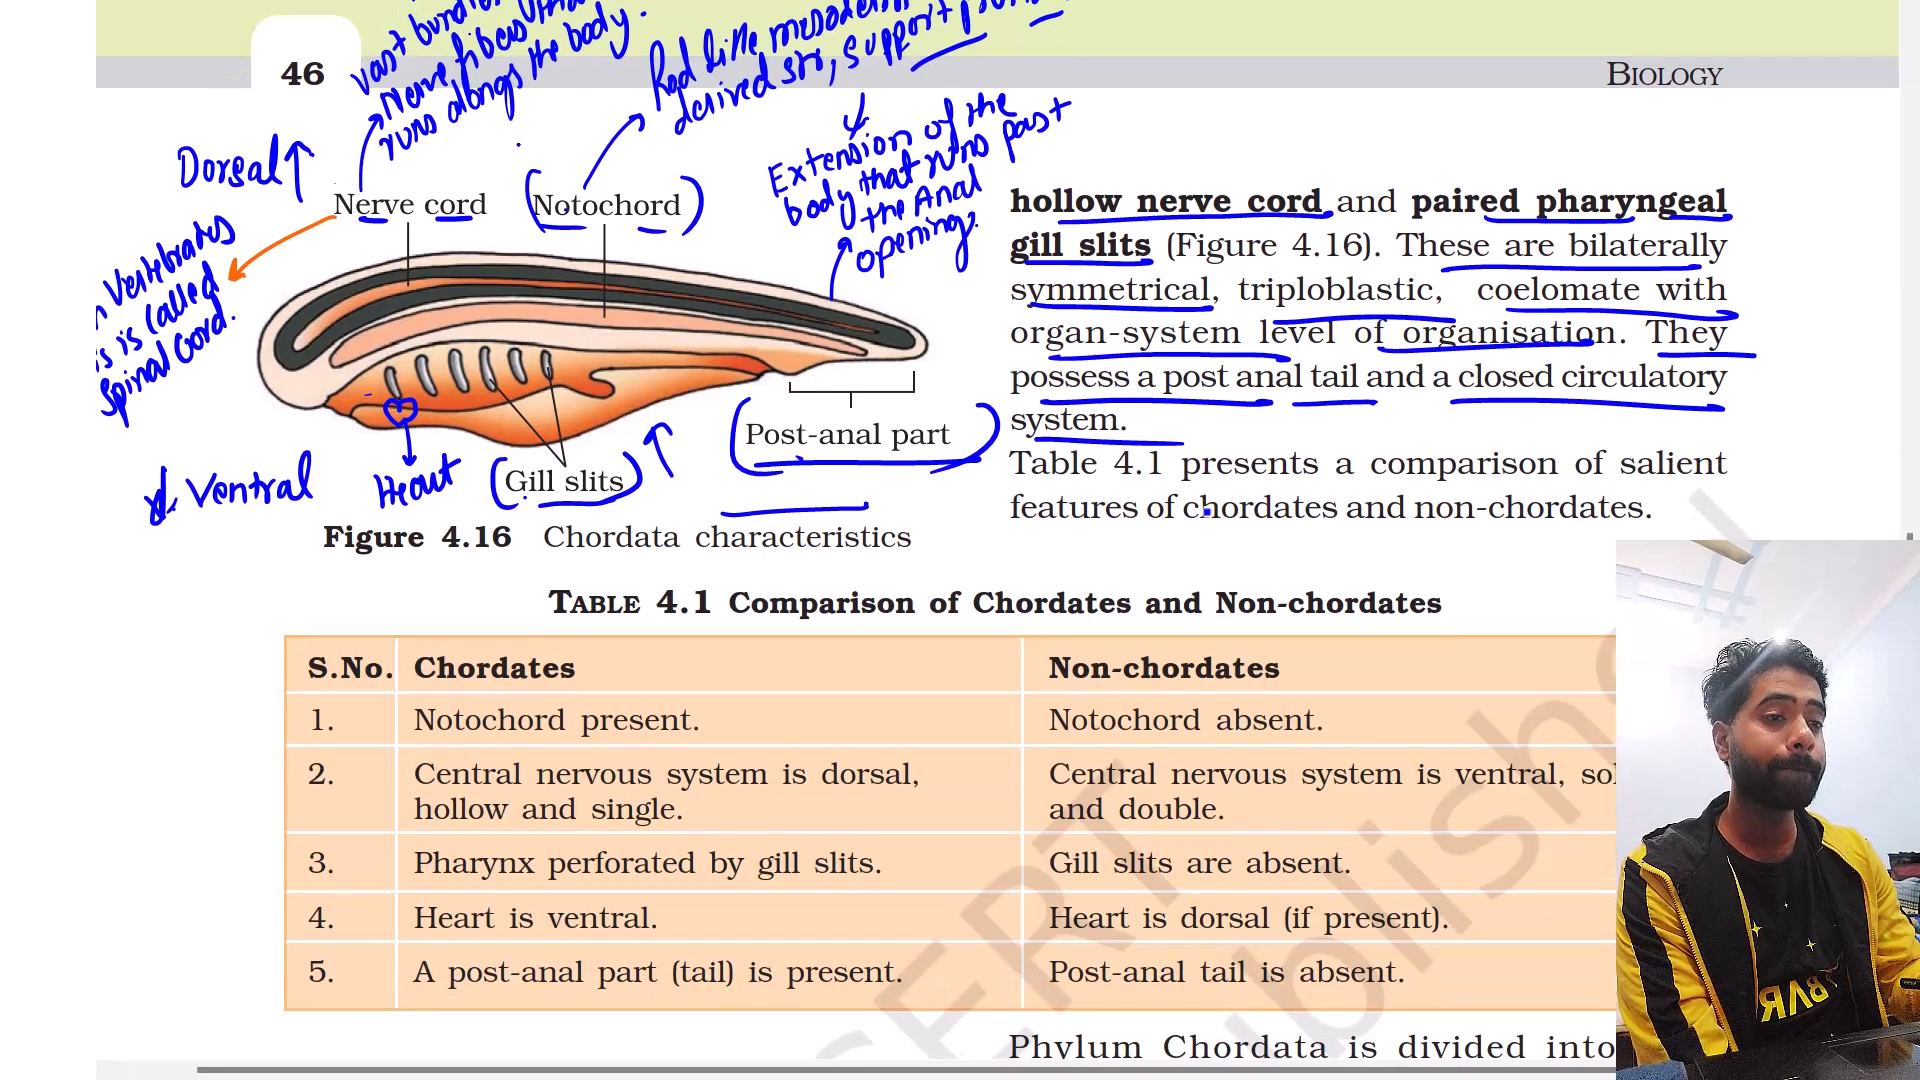 46
BIOLOGY
nerve fibers
runs alongs the body.
Rod like
derived str, support
Dorsal ↑
Extension of the
body that runs past
the Anal
opening.
Nerve cord
Notochord
Vertebrates
is called
Spinal Cord.
hollow nerve cord and paired pharyngeal
gill slits (Figure 4.16). These are bilaterally
symmetrical, triploblastic, coelomate with
organ-system level of organisation. They
possess a post anal tail and a closed circulatory
system.
Table 4.1 presents a comparison of salient
features of chordates and non-chordates.
Post-anal part
Ventral
Heart
Gill slits
Figure 4.16 Chordata characteristics
TABLE 4.1 Comparison of Chordates and Non-chordates
S.No. Chordates Non-chordates
1. Notochord present. Notochord absent.
2. Central nervous system is dorsal, Central nervous system is ventral,
hollow and single. and double.
3. Pharynx perforated by gill slits. Gill slits are absent.
4. Heart is ventral. Heart is dorsal (if present).
5. A post-anal part (tail) is present. Post-anal tail is absent.
Phylum Chordata is divided into